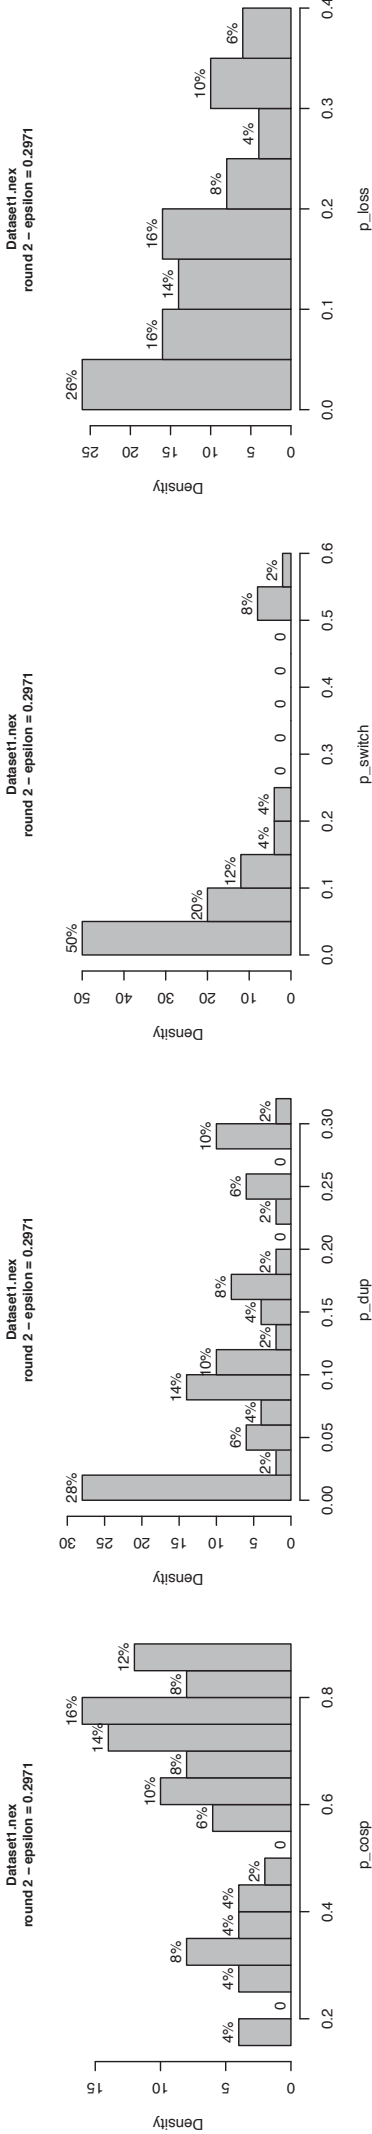 Dataset1.nex
round 2 − epsilon = 0.2971
Density
0 5 10 15
4% 0 4% 8% 4% 4% 2% 0 6% 10% 8% 14% 16% 8% 12%
0.2 0.4 0.6 0.8
p_cosp
Dataset1.nex
round 2 − epsilon = 0.2971
Density
0 5 10 15 20 25 30
28% 2% 6% 4% 14% 10% 2% 4% 8% 2% 0 2% 6% 0 10% 2%
0.00 0.05 0.10 0.15 0.20 0.25 0.30
p_dup
Dataset1.nex
round 2 − epsilon = 0.2971
Density
0 10 20 30 40 50
50% 20% 12% 4% 4% 0 0 0 0 0 8% 2%
0.0 0.1 0.2 0.3 0.4 0.5 0.6
p_switch
Dataset1.nex
round 2 − epsilon = 0.2971
Density
0 5 10 15 20 25
26% 16% 14% 16% 8% 4% 10% 6%
0.0 0.1 0.2 0.3 0.4
p_loss